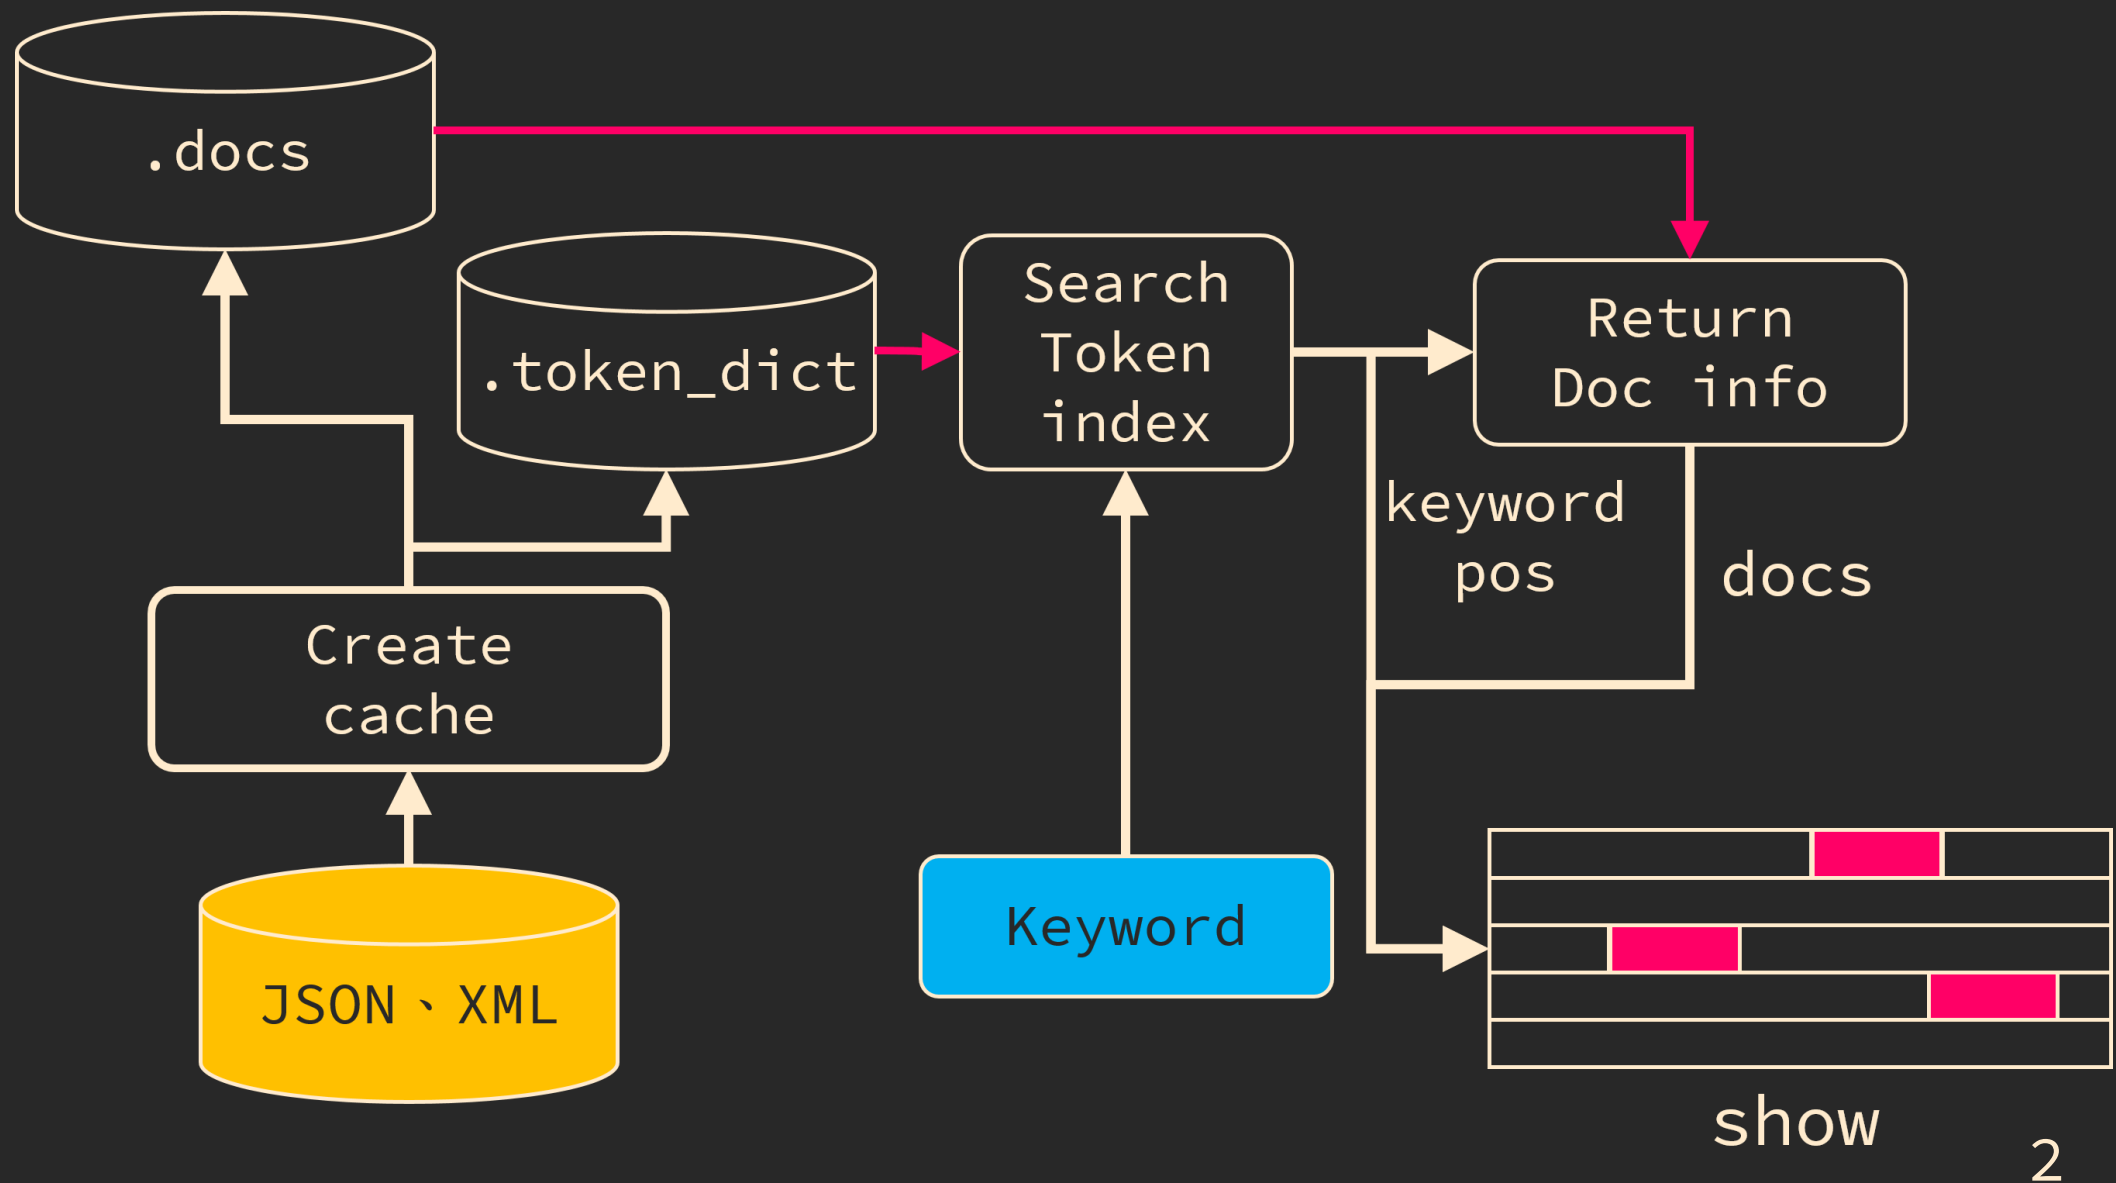 .docs
.token_dict
Search
Token
index
Return
Doc info
keyword
pos
docs
Create
cache
JSON、XML
Keyword
show
2